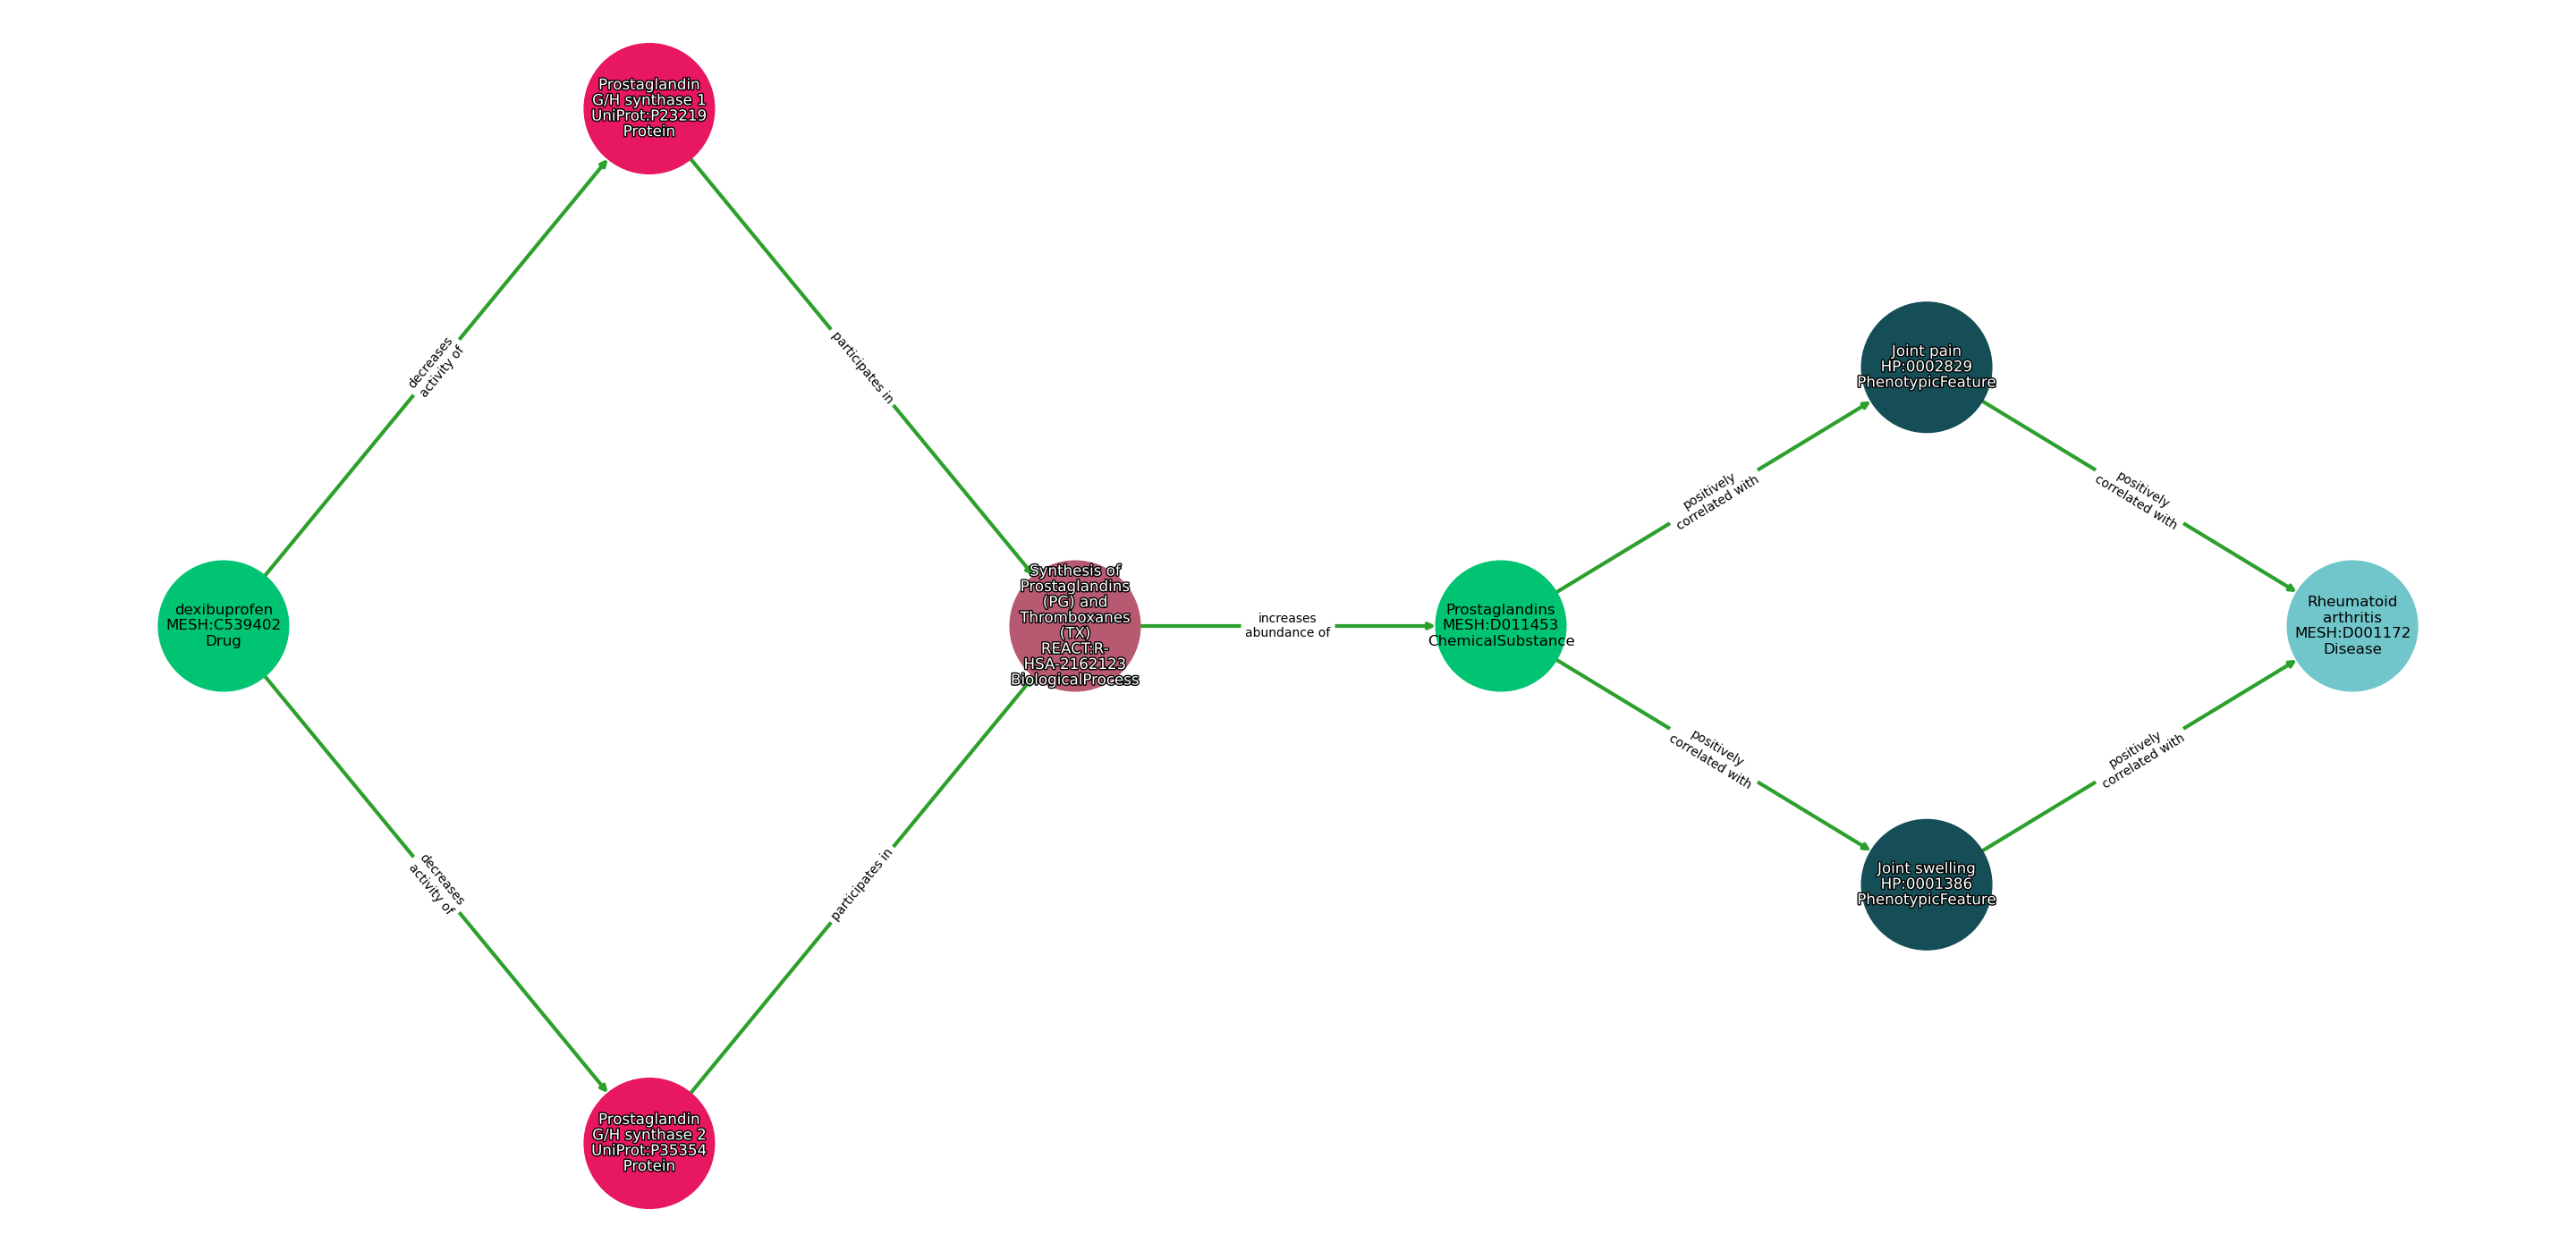 Prostaglandin
G/H synthase 1
UniProt:P23219
Protein
decreases
activity of
participates in
Joint pain
HP:0002829
PhenotypicFeature
positively
correlated with
positively
correlated with
dexibuprofen
MESH:C539402
Drug
Synthesis of
Prostaglandins
(PG) and
Thromboxanes
(TX)
REACT:R-
HSA-2162123
BiologicalProcess
increases
abundance of
Prostaglandins
MESH:D011453
ChemicalSubstance
Rheumatoid
arthritis
MESH:D001172
Disease
positively
correlated with
positively
correlated with
decreases
activity of
participates in
Joint swelling
HP:0001386
PhenotypicFeature
Prostaglandin
G/H synthase 2
UniProt:P35354
Protein